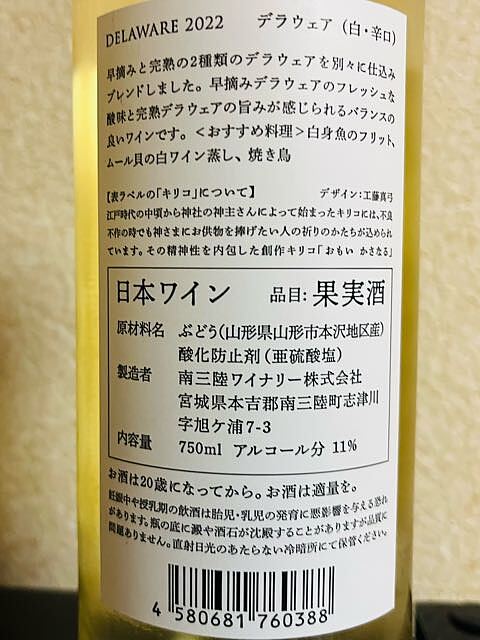 DELAWARE 2022 デラウェア(白・辛口)
早摘みと完熟の2種類のデラウェアを別々に仕込み
ブレンドしました。早摘みデラウェアのフレッシュな
酸味と完熟デラウェアの旨みが感じられるバランスの
良いワインです。<おすすめ料理>白身魚のフリット、
ムール貝の白ワイン蒸し、焼き鳥
【表ラベルの「キリコ」について】 デザイン:工藤真弓
江戸時代の中頃から神社の神主さんによって始まったキリコには、不良
不作の時でも神さまにお供物を捧げたい人の祈りのかたちが込められ
ています。その精神性を内包した創作キリコ「おもい かさなる」
日本ワイン 品目:果実酒
原材料名 ぶどう(山形県山形市本沢地区産)
酸化防止剤(亜硫酸塩)
製造者 南三陸ワイナリー株式会社
宮城県本吉郡南三陸町志津川
字旭ケ浦7-3
内容量 750ml アルコール分 11%
お酒は20歳になってから。お酒は適量を。
妊娠中や授乳期の飲酒は胎児・乳児の発育に悪影響を与える恐れ
があります。瓶の底に澱や酒石が沈殿することがありますが品質に
問題ありません。直射日光のあたらない冷暗所にて保管ください。
4 580681 760388